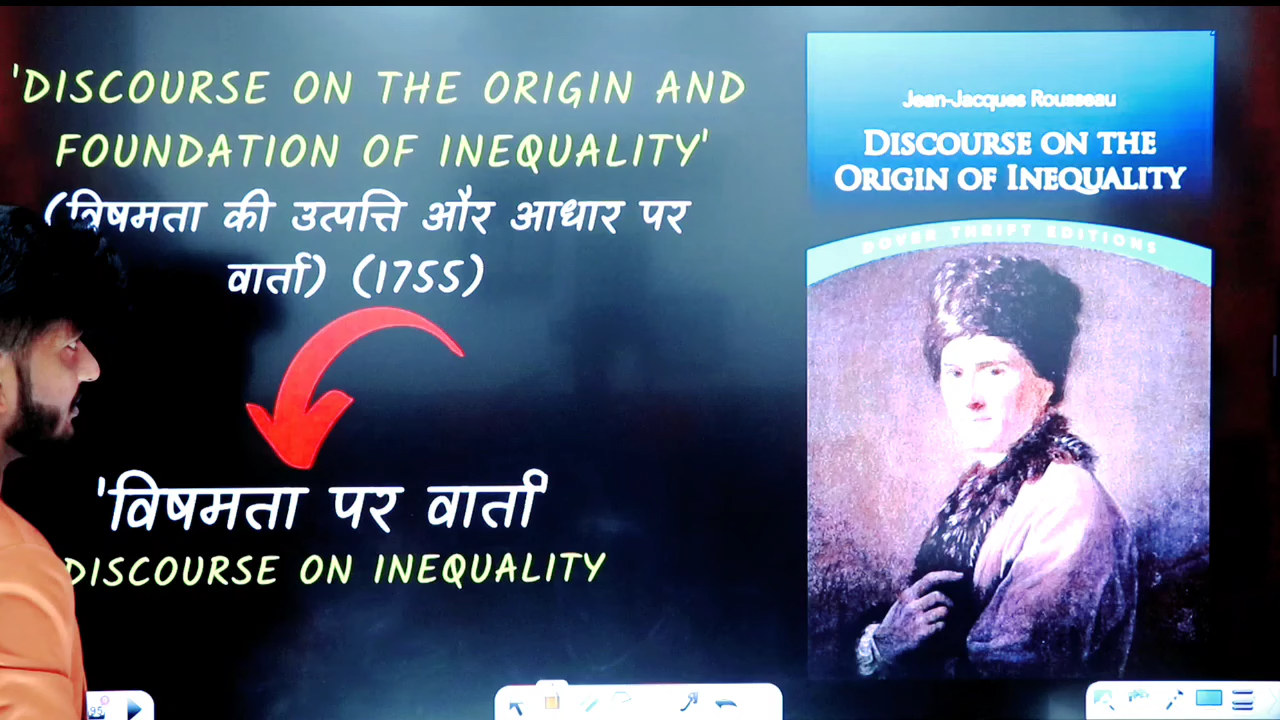 'DISCOURSE ON THE ORIGIN AND
FOUNDATION OF INEQUALITY'
(विषमता की उत्पत्ति और आधार पर
वार्ता) (1755)
'विषमता पर वार्ता
DISCOURSE ON INEQUALITY
Jean-Jacques Rousseau
DISCOURSE ON THE
ORIGIN OF INEQUALITY
DOVER THRIFT EDITIONS
95